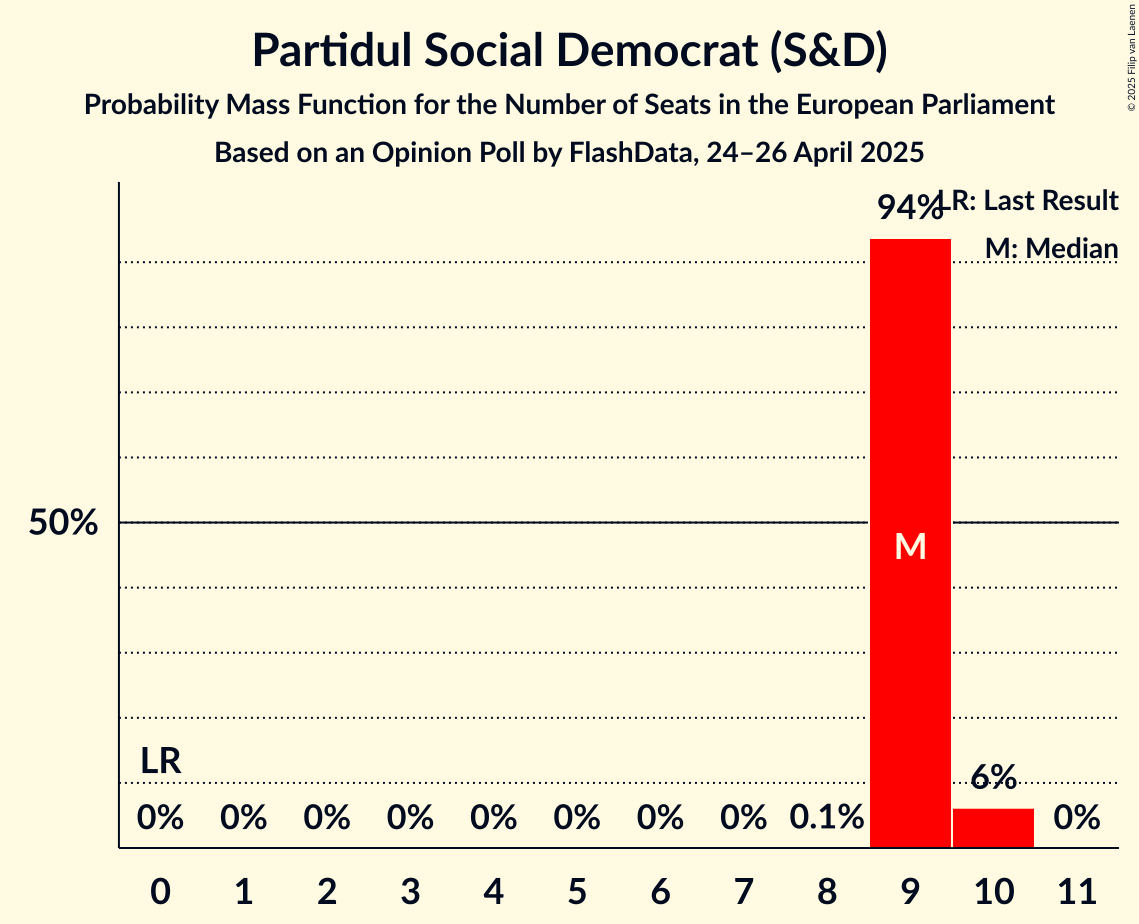 Partidul Social Democrat (S&D)
Probability Mass Function for the Number of Seats in the European Parliament
Based on an Opinion Poll by FlashData, 24–26 April 2025
© 2025 Filip van Laenen
LR: Last Result
M: Median
94%
50%
M
LR
6%
0% 0% 0% 0% 0% 0% 0% 0% 0.1% 0%
0 1 2 3 4 5 6 7 8 9 10 11